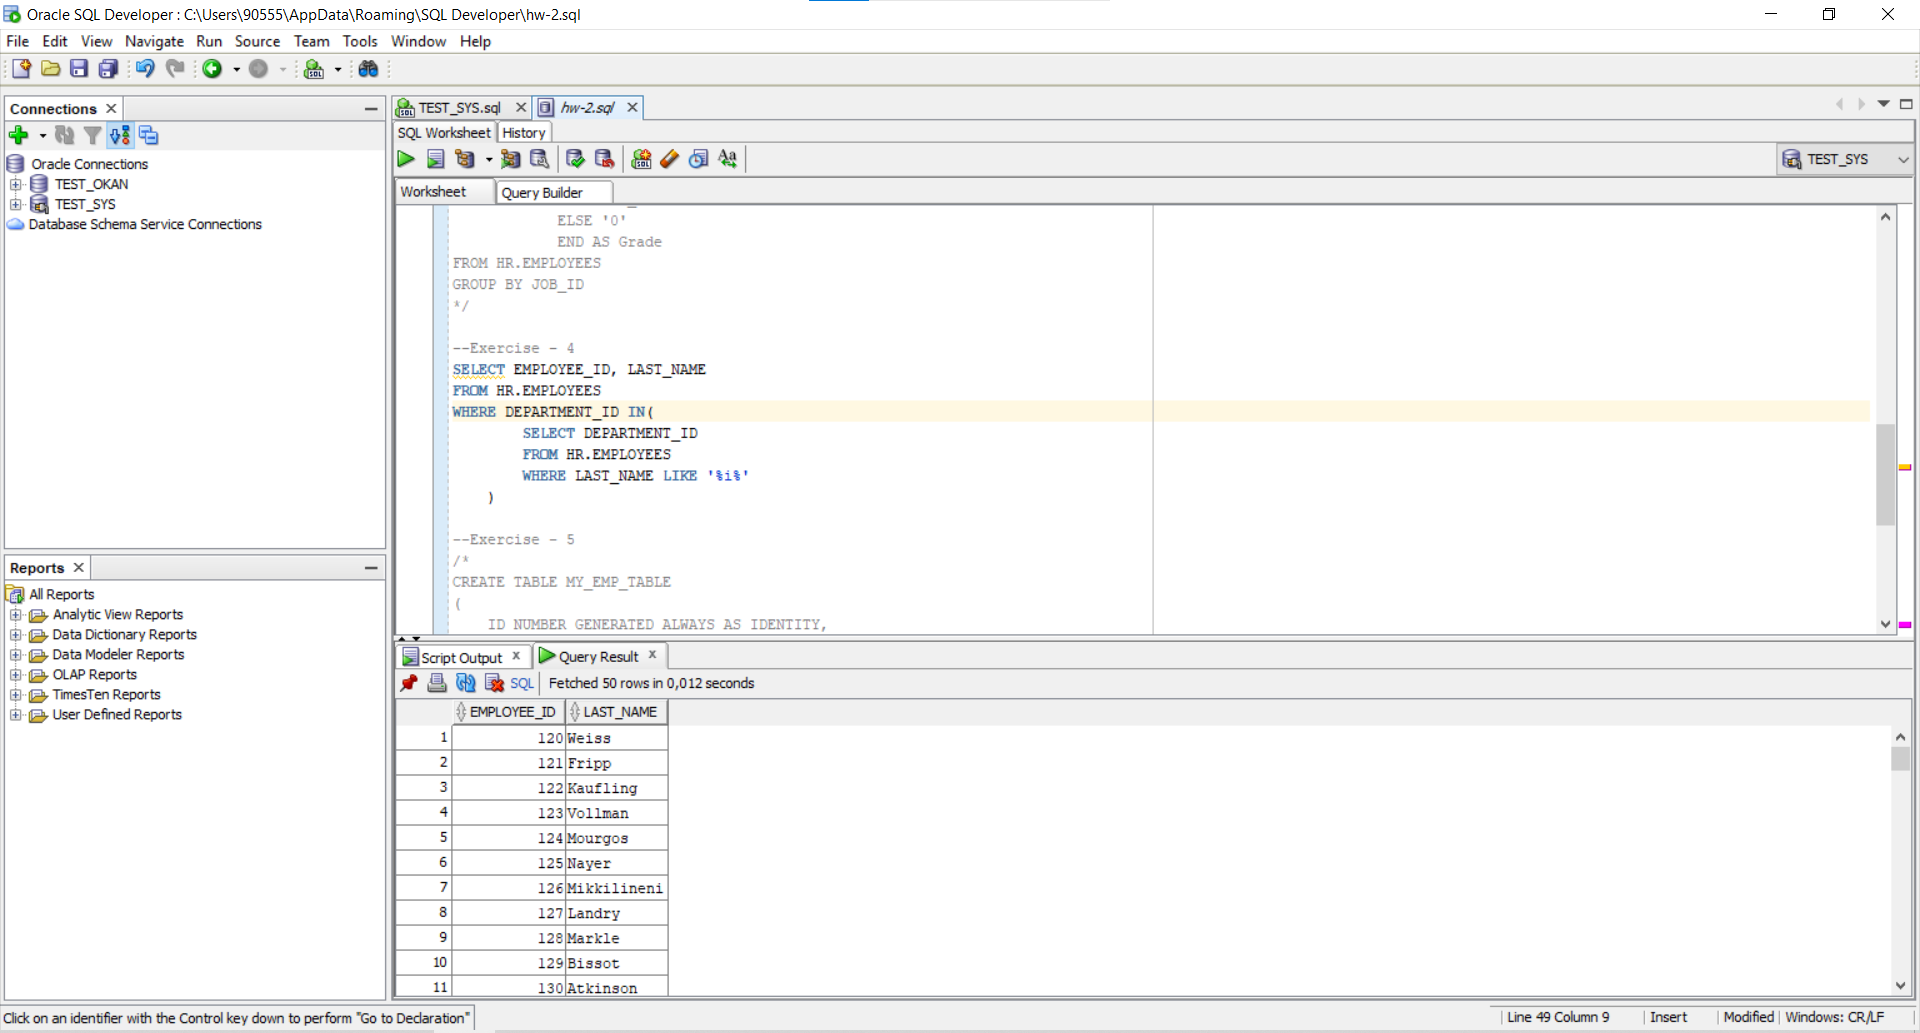 Oracle SQL Developer : C:\Users\90555\AppData\Roaming\SQL Developer\hw-2.sql
File Edit View Navigate Run Source Team Tools Window Help
Connections
Oracle Connections
TEST_OKAN
TEST_SYS
Database Schema Service Connections
Reports
All Reports
Analytic View Reports
Data Dictionary Reports
Data Modeler Reports
OLAP Reports
TimesTen Reports
User Defined Reports
TEST_SYS.sql hw-2.sql
SQL Worksheet History
Aa
TEST_SYS
Worksheet Query Builder
ELSE '0'
END AS Grade
FROM HR.EMPLOYEES
GROUP BY JOB_ID
*/
--Exercise - 4
SELECT EMPLOYEE_ID, LAST_NAME
FROM HR.EMPLOYEES
WHERE DEPARTMENT_ID IN(
SELECT DEPARTMENT_ID
FROM HR.EMPLOYEES
WHERE LAST_NAME LIKE '%i%'
)
--Exercise - 5
/*
CREATE TABLE MY_EMP_TABLE
(
ID NUMBER GENERATED ALWAYS AS IDENTITY,
Script Output Query Result
SQL Fetched 50 rows in 0,012 seconds
EMPLOYEE_ID LAST_NAME
1 120 Weiss
2 121 Fripp
3 122 Kaufling
4 123 Vollman
5 124 Mourgos
6 125 Nayer
7 126 Mikkilineni
8 127 Landry
9 128 Markle
10 129 Bissot
11 130 Atkinson
Click on an identifier with the Control key down to perform "Go to Declaration"
Line 49 Column 9 Insert Modified Windows: CR/LF